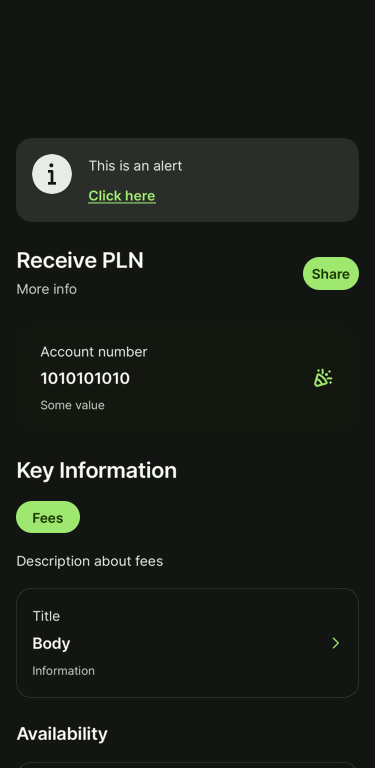 This is an alert
Click here
Receive PLN
More info
Share
Account number
1010101010
Some value
Key Information
Fees
Description about fees
Title
Body
Information
Availability